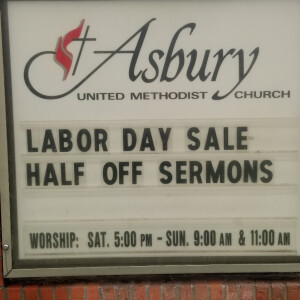 Asbury
UNITED METHODIST CHURCH
LABOR DAY SALE
HALF OFF SERMONS
WORSHIP: SAT. 5:00 PM - SUN. 9:00 AM & 11:00 AM